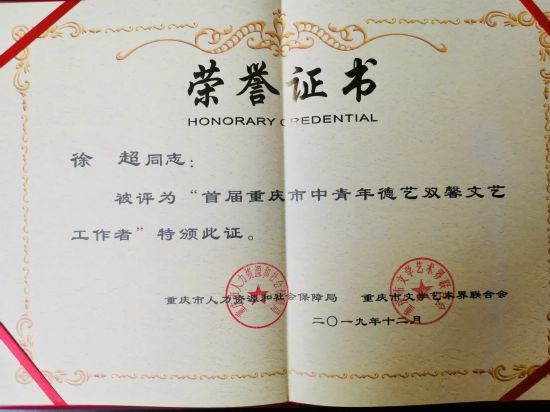 荣誉证书
HONORARY CREDENTIAL
徐 超同志：
被评为“首届重庆市中青年德艺双馨文艺
工作者”特颁此证。
重庆市人力资源和社会保障局 重庆市文学艺术界联合会
二〇一九年十二月